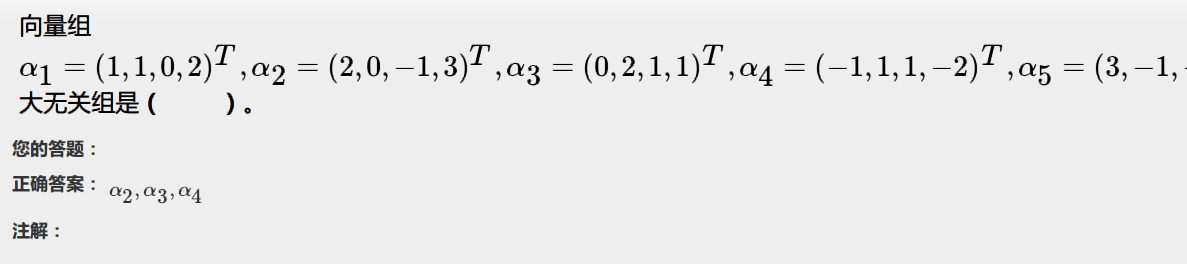 向量组
α₁ = (1, 1, 0, 2)ᵀ, α₂ = (2, 0, −1, 3)ᵀ, α₃ = (0, 2, 1, 1)ᵀ, α₄ = (−1, 1, 1, −2)ᵀ, α₅ = (3, −1,
大无关组是 (      ) 。
您的答题：
正确答案： α₂, α₃, α₄
注解：